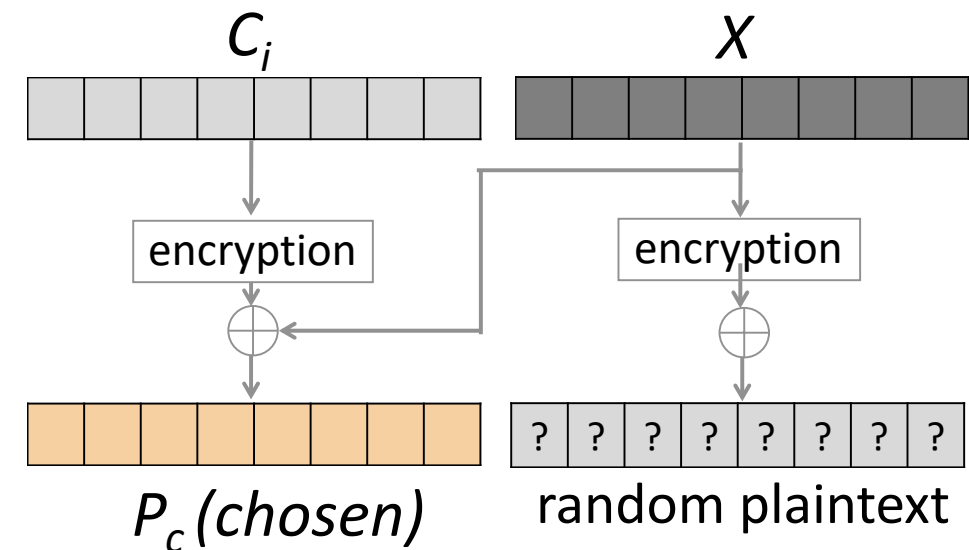 C_i X
encryption encryption
? ? ? ? ? ? ? ?
P_c (chosen) random plaintext